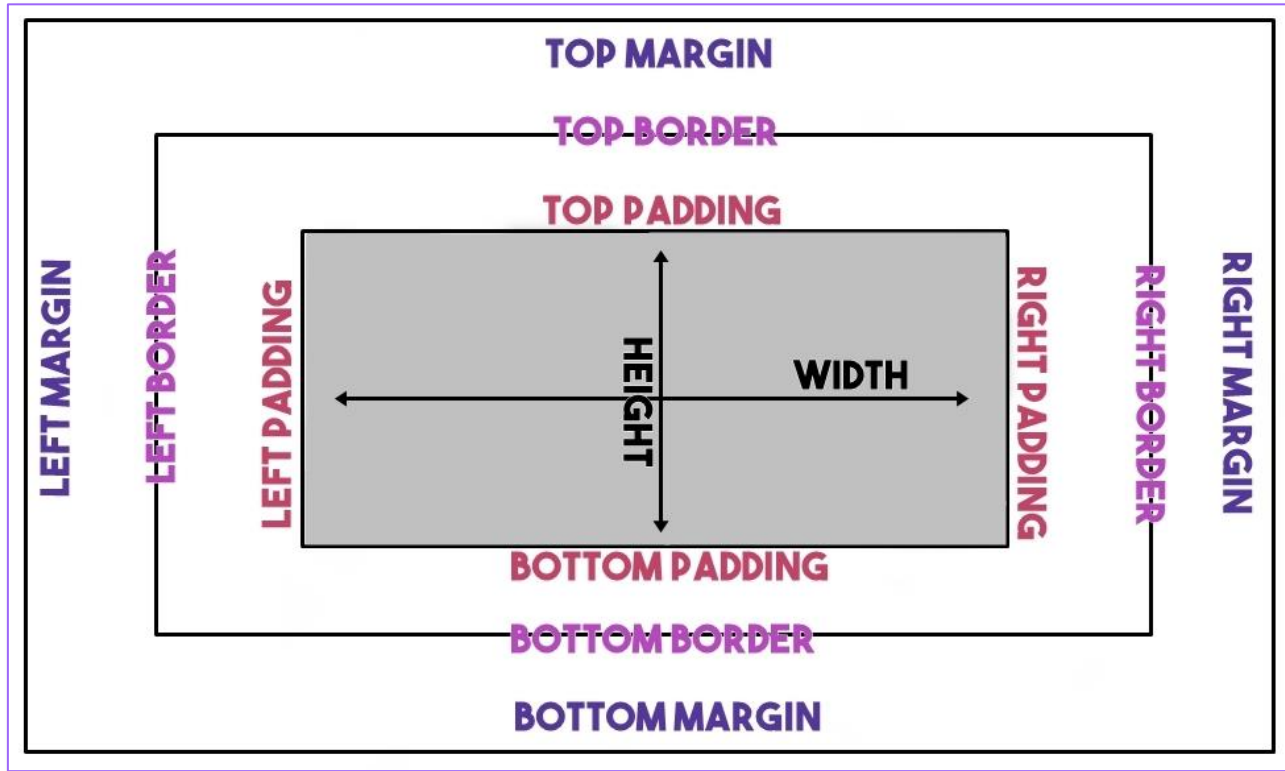 TOP MARGIN
TOP BORDER
TOP PADDING
LEFT MARGIN
LEFT BORDER
LEFT PADDING
HEIGHT
WIDTH
RIGHT PADDING
RIGHT BORDER
RIGHT MARGIN
BOTTOM PADDING
BOTTOM BORDER
BOTTOM MARGIN